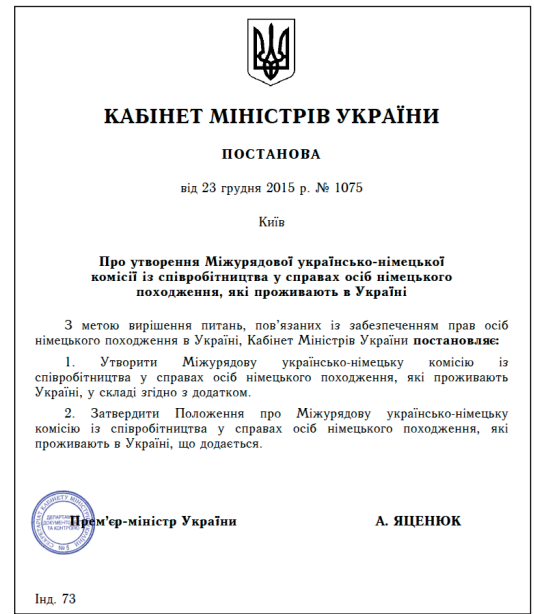 КАБІНЕТ МІНІСТРІВ УКРАЇНИ
ПОСТАНОВА
від 23 грудня 2015 р. № 1075
Київ
Про утворення Міжурядової українсько-німецької
комісії із співробітництва у справах осіб німецького
походження, які проживають в Україні
З метою вирішення питань, пов’язаних із забезпеченням прав осіб
німецького походження в Україні, Кабінет Міністрів України постановляє:
1. Утворити Міжурядову українсько-німецьку комісію із
співробітництва у справах осіб німецького походження, які проживають
Україні, у складі згідно з додатком.
2. Затвердити Положення про Міжурядову українсько-німецьку
комісію із співробітництва у справах осіб німецького походження, які
проживають в Україні, що додається.
Прем’єр-міністр України А. ЯЦЕНЮК
Інд. 73